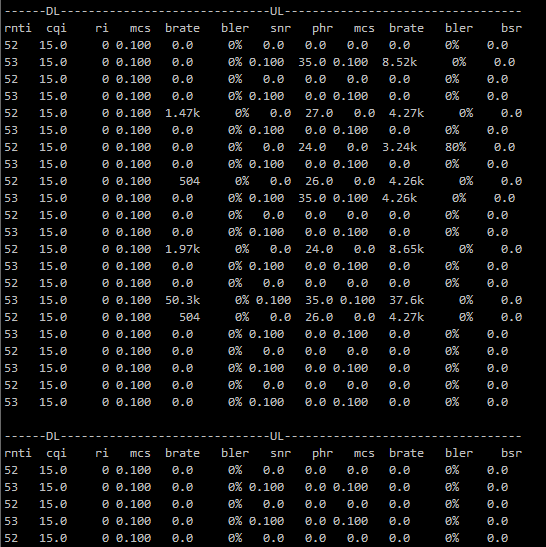 ------DL------------------------------UL----------------------------------
rnti  cqi    ri  mcs  brate   bler   snr   phr   mcs  brate   bler    bsr
52   15.0     0 0.100   0.0     0%   0.0   0.0   0.0   0.0     0%    0.0
53   15.0     0 0.100   0.0     0% 0.100  35.0 0.100  8.52k     0%    0.0
52   15.0     0 0.100   0.0     0%   0.0   0.0   0.0   0.0     0%    0.0
53   15.0     0 0.100   0.0     0% 0.100   0.0 0.100   0.0     0%    0.0
52   15.0     0 0.100  1.47k     0%   0.0  27.0   0.0  4.27k     0%    0.0
53   15.0     0 0.100   0.0     0% 0.100   0.0 0.100   0.0     0%    0.0
52   15.0     0 0.100   0.0     0%   0.0  24.0   0.0  3.24k    80%    0.0
53   15.0     0 0.100   0.0     0% 0.100   0.0 0.100   0.0     0%    0.0
52   15.0     0 0.100    504     0%   0.0  26.0   0.0  4.26k     0%    0.0
53   15.0     0 0.100   0.0     0% 0.100  35.0 0.100  4.26k     0%    0.0
52   15.0     0 0.100   0.0     0%   0.0   0.0   0.0   0.0     0%    0.0
53   15.0     0 0.100   0.0     0% 0.100   0.0 0.100   0.0     0%    0.0
52   15.0     0 0.100  1.97k     0%   0.0  24.0   0.0  8.65k     0%    0.0
53   15.0     0 0.100   0.0     0% 0.100   0.0 0.100   0.0     0%    0.0
52   15.0     0 0.100   0.0     0%   0.0   0.0   0.0   0.0     0%    0.0
53   15.0     0 0.100  50.3k     0% 0.100  35.0 0.100  37.6k     0%    0.0
52   15.0     0 0.100    504     0%   0.0  26.0   0.0  4.27k     0%    0.0
53   15.0     0 0.100   0.0     0% 0.100   0.0 0.100   0.0     0%    0.0
52   15.0     0 0.100   0.0     0%   0.0   0.0   0.0   0.0     0%    0.0
53   15.0     0 0.100   0.0     0% 0.100   0.0 0.100   0.0     0%    0.0
52   15.0     0 0.100   0.0     0%   0.0   0.0   0.0   0.0     0%    0.0
53   15.0     0 0.100   0.0     0% 0.100   0.0 0.100   0.0     0%    0.0
------DL------------------------------UL----------------------------------
rnti  cqi    ri  mcs  brate   bler   snr   phr   mcs  brate   bler    bsr
52   15.0     0 0.100   0.0     0%   0.0   0.0   0.0   0.0     0%    0.0
53   15.0     0 0.100   0.0     0% 0.100   0.0 0.100   0.0     0%    0.0
52   15.0     0 0.100   0.0     0%   0.0   0.0   0.0   0.0     0%    0.0
53   15.0     0 0.100   0.0     0% 0.100   0.0 0.100   0.0     0%    0.0
52   15.0     0 0.100   0.0     0%   0.0   0.0   0.0   0.0     0%    0.0